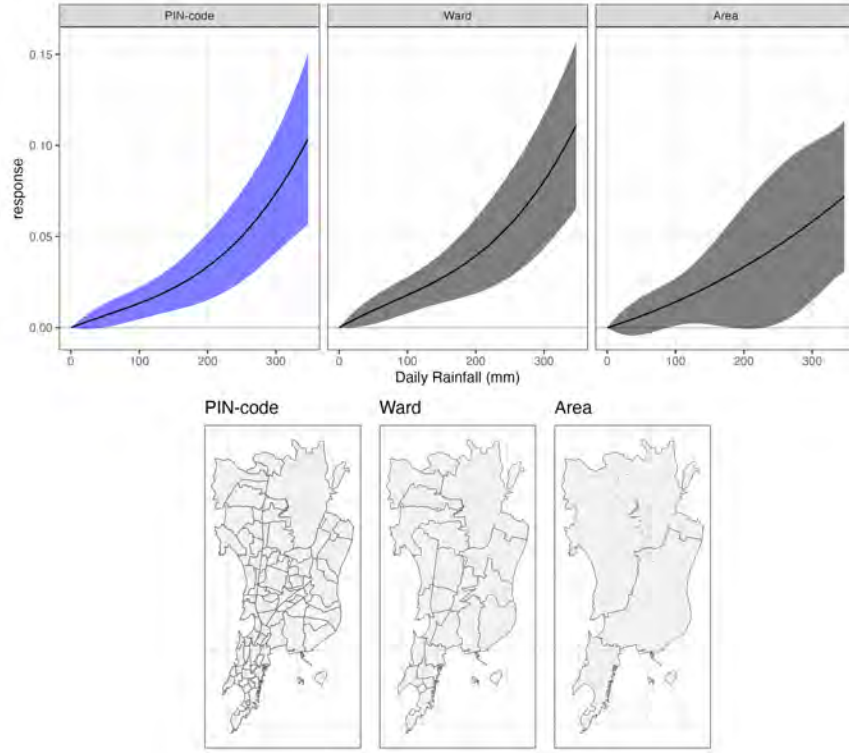 PIN-code Ward Area
0.15
0.10
0.05
0.00
response
0 100 200 300 0 100 200 300 0 100 200 300
Daily Rainfall (mm)
PIN-code Ward Area